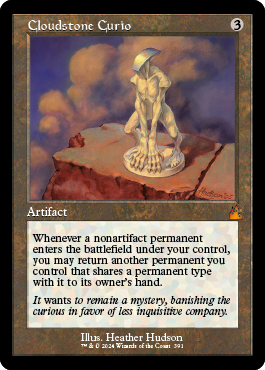 Cloudstone Curio 3
Artifact
Whenever a nonartifact permanent
enters the battlefield under your control,
you may return another permanent you
control that shares a permanent type
with it to its owner's hand.
It wants to remain a mystery, banishing the
curious in favor of less inquisitive company.
Illus. Heather Hudson
™ & © 2024 Wizards of the Coast 391